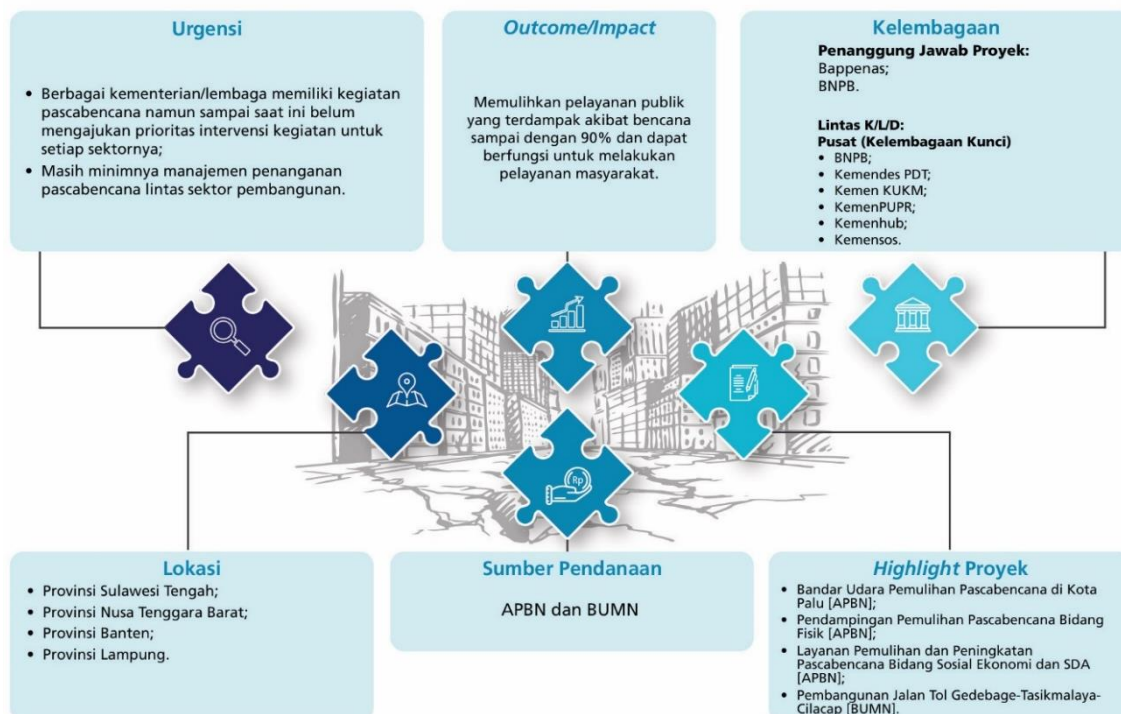 Urgensi
• Berbagai kementerian/lembaga memiliki kegiatan
pascabencana namun sampai saat ini belum
mengajukan prioritas intervensi kegiatan untuk
setiap sektornya;
• Masih minimnya manajemen penanganan
pascabencana lintas sektor pembangunan.
Outcome/Impact
Memulihkan pelayanan publik
yang terdampak akibat bencana
sampai dengan 90% dan dapat
berfungsi untuk melakukan
pelayanan masyarakat.
Kelembagaan
Penanggung Jawab Proyek:
Bappenas;
BNPB.
Lintas K/L/D:
Pusat (Kelembagaan Kunci)
• BNPB;
• Kemendes PDT;
• Kemen KUKM;
• KemenPUPR;
• Kemenhub;
• Kemensos.
Rp
Lokasi
• Provinsi Sulawesi Tengah;
• Provinsi Nusa Tenggara Barat;
• Provinsi Banten;
• Provinsi Lampung.
Sumber Pendanaan
APBN dan BUMN
Highlight Proyek
• Bandar Udara Pemulihan Pascabencana di Kota
Palu [APBN];
• Pendampingan Pemulihan Pascabencana Bidang
Fisik [APBN];
• Layanan Pemulihan dan Peningkatan
Pascabencana Bidang Sosial Ekonomi dan SDA
[APBN];
• Pembangunan Jalan Tol Gedebage-Tasikmalaya-
Cilacap [BUMN].